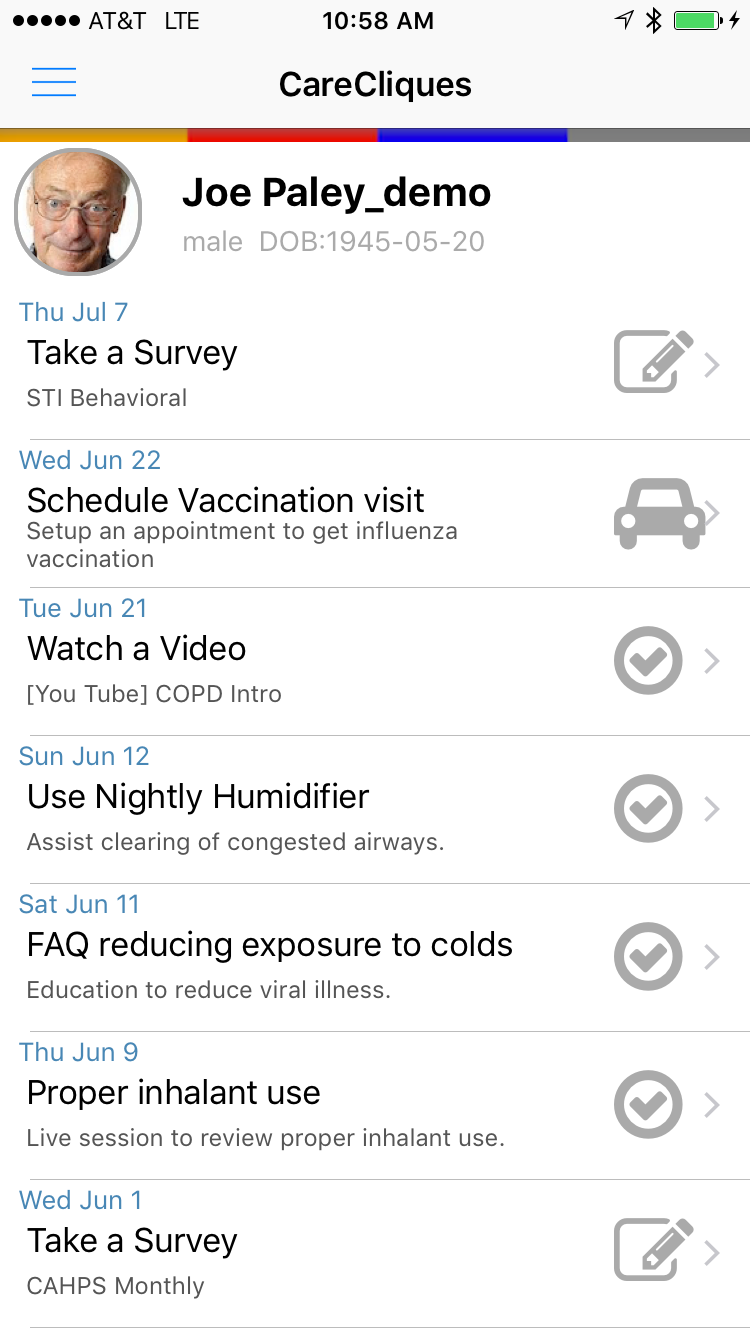 AT&T LTE 10:58 AM
CareCliques
Joe Paley_demo
male DOB:1945-05-20
Thu Jul 7
Take a Survey
STI Behavioral
Wed Jun 22
Schedule Vaccination visit
Setup an appointment to get influenza
vaccination
Tue Jun 21
Watch a Video
[You Tube] COPD Intro
Sun Jun 12
Use Nightly Humidifier
Assist clearing of congested airways.
Sat Jun 11
FAQ reducing exposure to colds
Education to reduce viral illness.
Thu Jun 9
Proper inhalant use
Live session to review proper inhalant use.
Wed Jun 1
Take a Survey
CAHPS Monthly